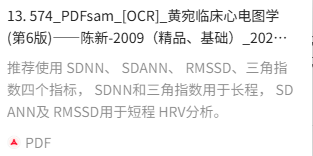 13. 574_PDFsam_[OCR]_黄宛临床心电图学
(第6版)——陈新-2009（精品、基础）_202…
推荐使用 SDNN、 SDANN、 RMSSD、三角指
数四个指标， SDNN和三角指数用于长程， SD
ANN及 RMSSD用于短程 HRV分析。
PDF